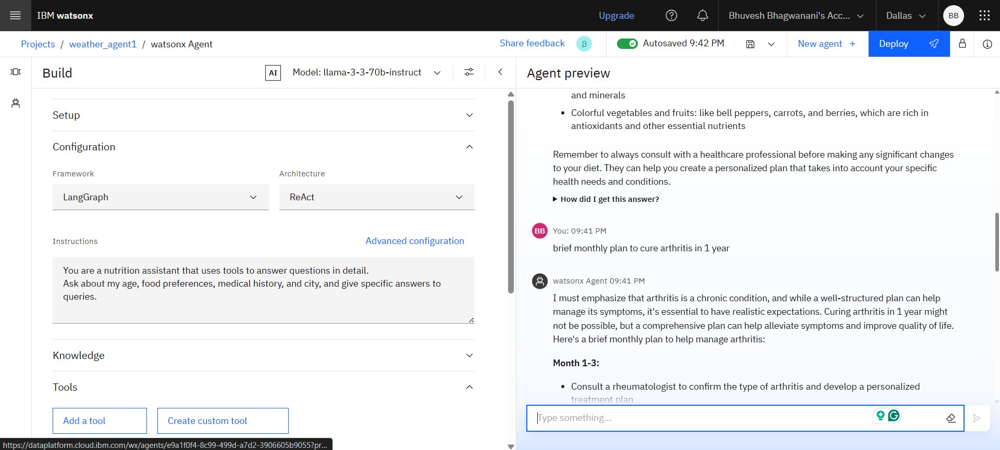 IBM watsonx
Upgrade
Bhuvesh Bhagwanani's Acc...
Dallas
BB
Projects / weather_agent1 / watsonx Agent
Share feedback
β
Autosaved 9:42 PM
New agent +
Deploy
Build
AI
Model: llama-3-3-70b-instruct
Agent preview
Setup
Configuration
Framework
Architecture
LangGraph
ReAct
Instructions
Advanced configuration
You are a nutrition assistant that uses tools to answer questions in detail.
Ask about my age, food preferences, medical history, and city, and give specific answers to
queries.
Knowledge
Tools
Add a tool
Create custom tool
https://dataplatform.cloud.ibm.com/wx/agents/e9a1f0f4-8c99-499d-a7d2-3906605b9055?pr...
and minerals
• Colorful vegetables and fruits: like bell peppers, carrots, and berries, which are rich in
antioxidants and other essential nutrients
Remember to always consult with a healthcare professional before making any significant changes
to your diet. They can help you create a personalized plan that takes into account your specific
health needs and conditions.
How did I get this answer?
BB
You: 09:41 PM
brief monthly plan to cure arthritis in 1 year
watsonx Agent 09:41 PM
I must emphasize that arthritis is a chronic condition, and while a well-structured plan can help
manage its symptoms, it's essential to have realistic expectations. Curing arthritis in 1 year might
not be possible, but a comprehensive plan can help alleviate symptoms and improve quality of life.
Here's a brief monthly plan to help manage arthritis:
Month 1-3:
• Consult a rheumatologist to confirm the type of arthritis and develop a personalized
treatment plan
Type something...